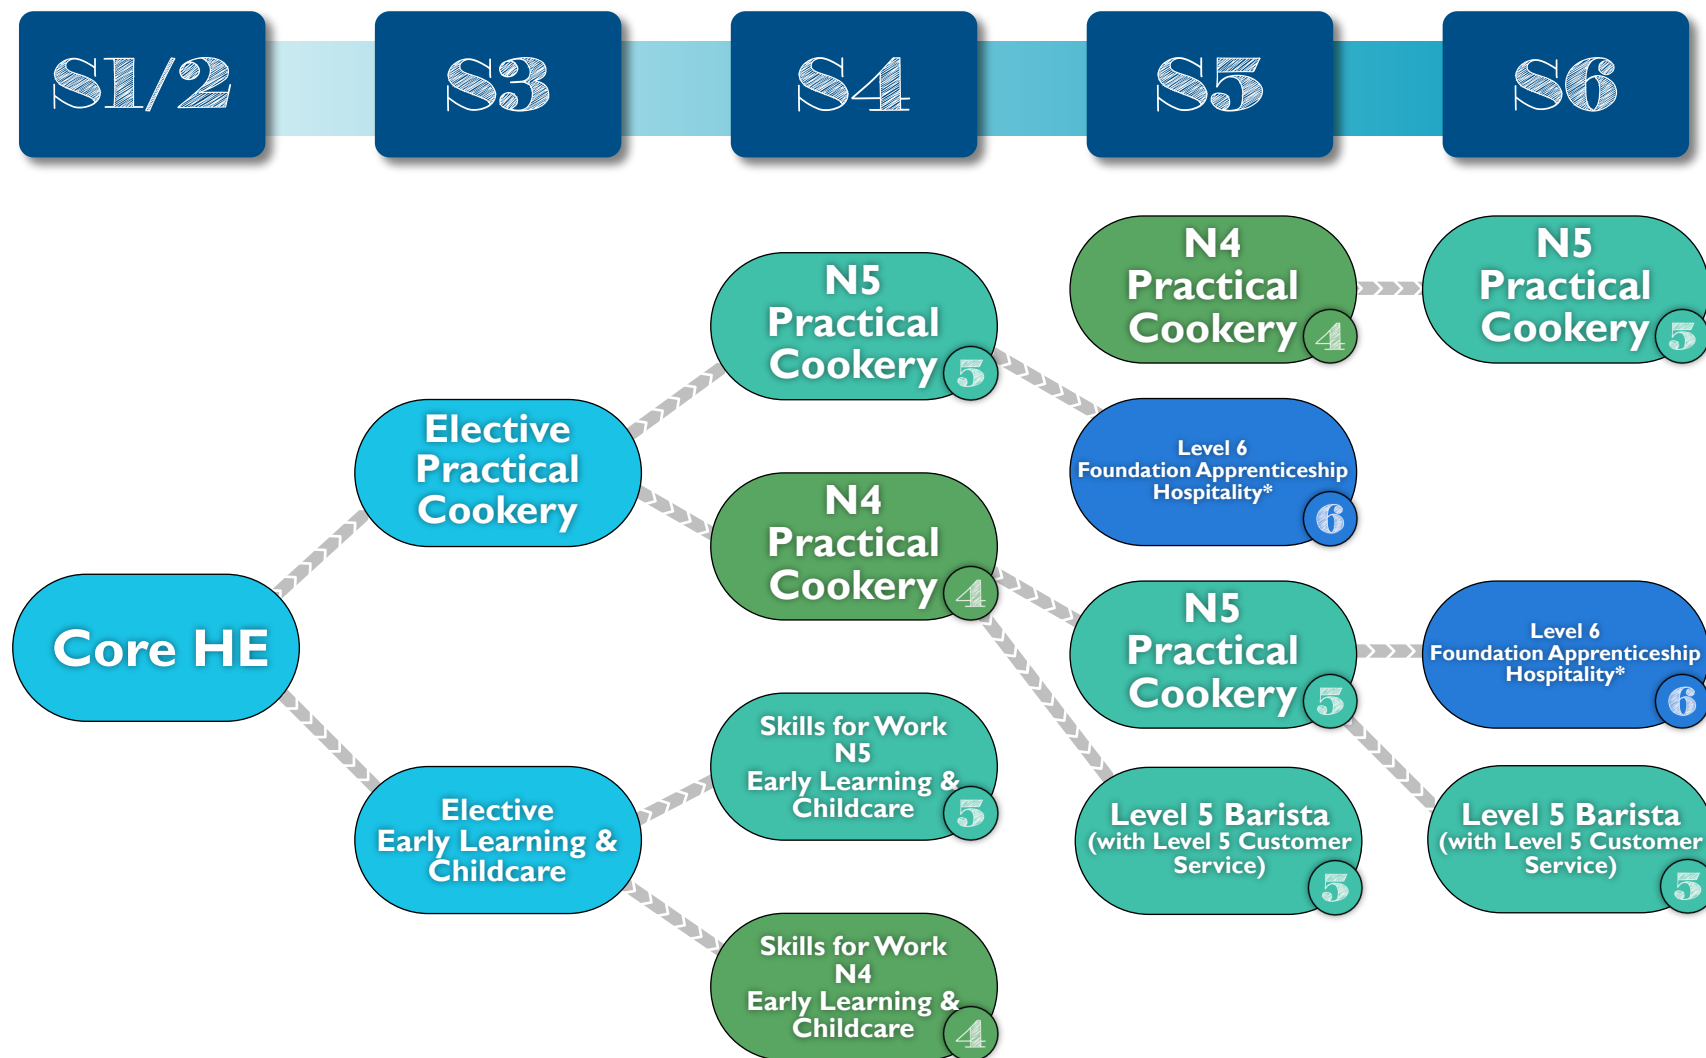 S1/2
S3
S4
S5
S6
Core HE
Elective
Practical
Cookery
Elective
Early Learning &
Childcare
N5
Practical
Cookery
5
N4
Practical
Cookery
4
Skills for Work
N5
Early Learning &
Childcare
5
Skills for Work
N4
Early Learning &
Childcare
4
N4
Practical
Cookery
4
Level 6
Foundation Apprenticeship
Hospitality*
6
N5
Practical
Cookery
5
Level 5 Barista
(with Level 5 Customer
Service)
5
N5
Practical
Cookery
5
Level 6
Foundation Apprenticeship
Hospitality*
6
Level 5 Barista
(with Level 5 Customer
Service)
5